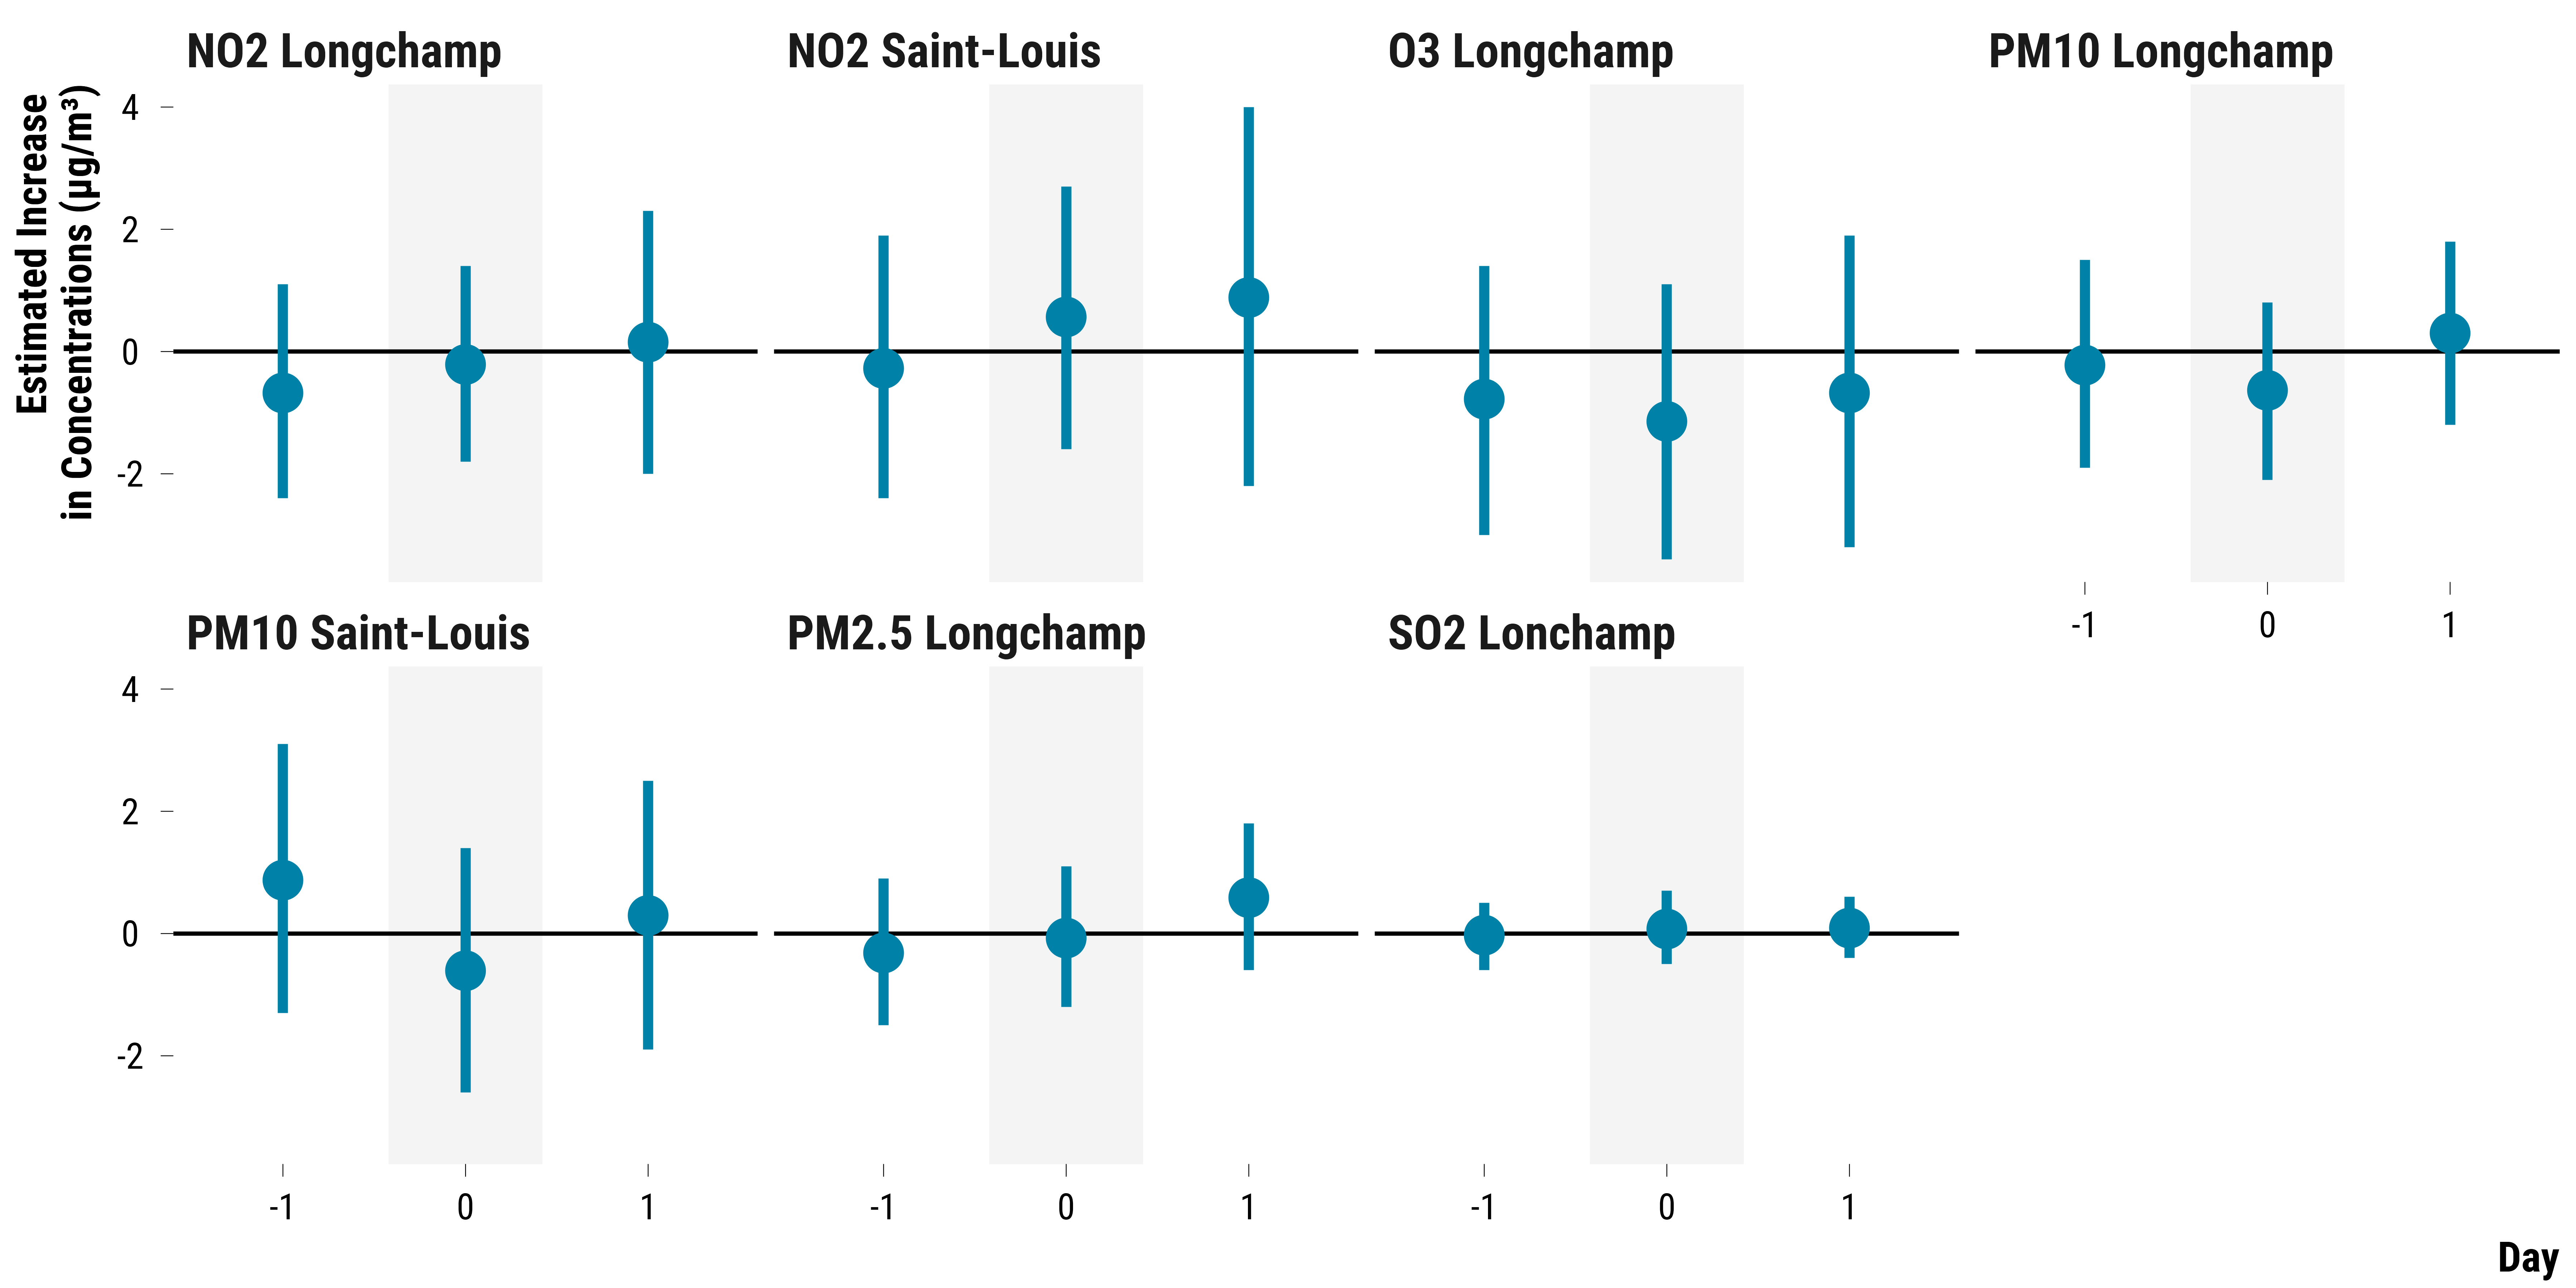 NO2 Longchamp
NO2 Saint-Louis
O3 Longchamp
PM10 Longchamp
Estimated Increase
in Concentrations (µg/m³)
4
2
0
-2
-1 0 1
PM10 Saint-Louis
PM2.5 Longchamp
SO2 Lonchamp
4
2
0
-2
-1 0 1
-1 0 1
-1 0 1
Day